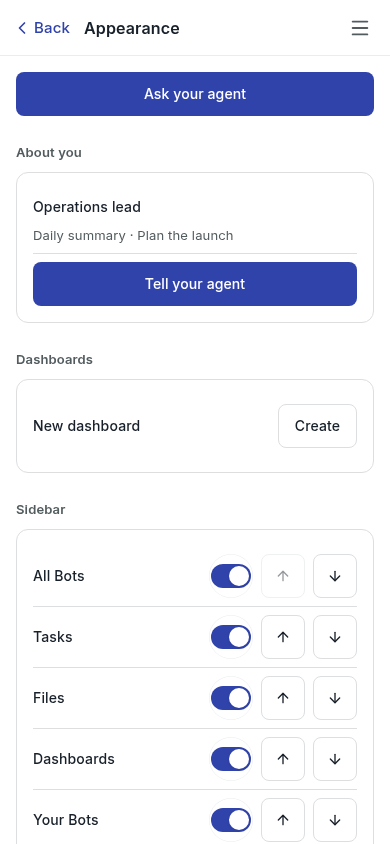 Back Appearance
Ask your agent
About you
Operations lead
Daily summary · Plan the launch
Tell your agent
Dashboards
New dashboard Create
Sidebar
All Bots
Tasks
Files
Dashboards
Your Bots